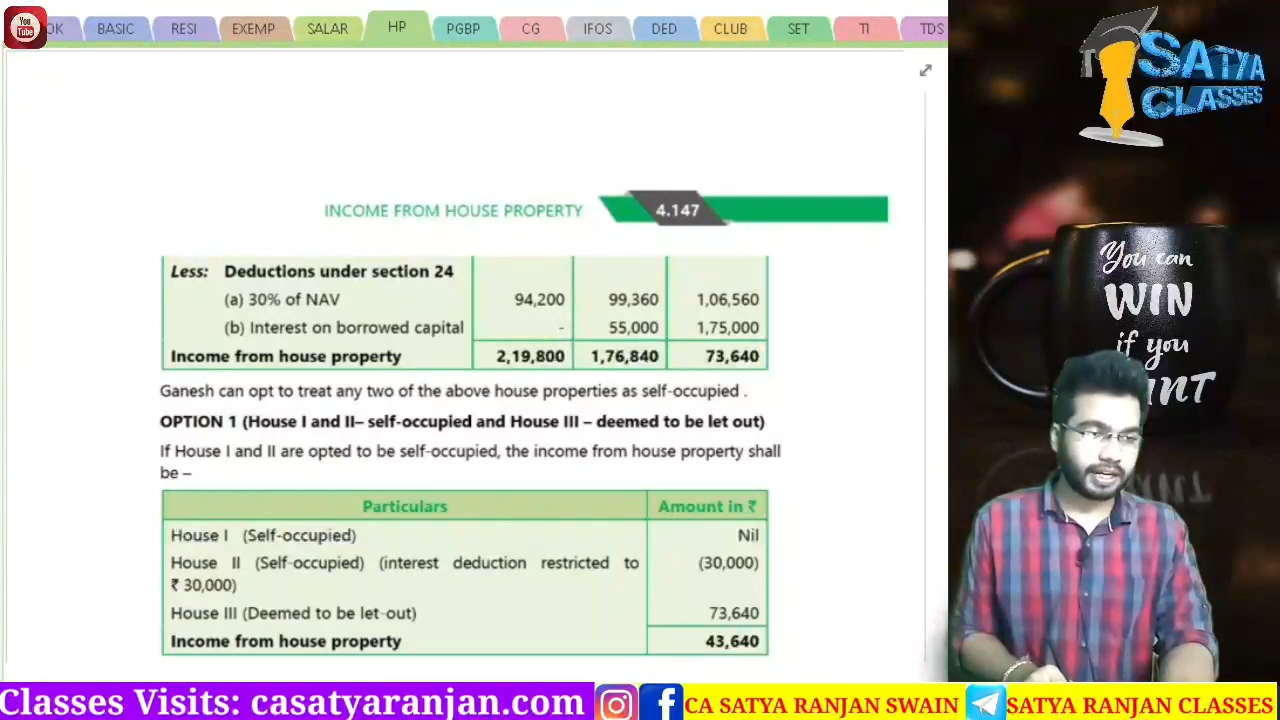 You
Tube
OK BASIC RESI EXEMP SALAR HP PGBP CG IFOS DED CLUB SET TI TDS
SATYA
CLASSES
INCOME FROM HOUSE PROPERTY 4.147
Less: Deductions under section 24
(a) 30% of NAV 94,200 99,360 1,06,560
(b) Interest on borrowed capital - 55,000 1,75,000
Income from house property 2,19,800 1,76,840 73,640
Ganesh can opt to treat any two of the above house properties as self-occupied .
OPTION 1 (House I and II– self-occupied and House III – deemed to be let out)
If House I and II are opted to be self-occupied, the income from house property shall
be –
Particulars Amount in ₹
House I (Self-occupied) Nil
House II (Self-occupied) (interest deduction restricted to (30,000)
₹ 30,000)
House III (Deemed to be let-out) 73,640
Income from house property 43,640
You can
WIN
if you
Classes Visits: casatyaranjan.com CA SATYA RANJAN SWAIN SATYA RANJAN CLASSES